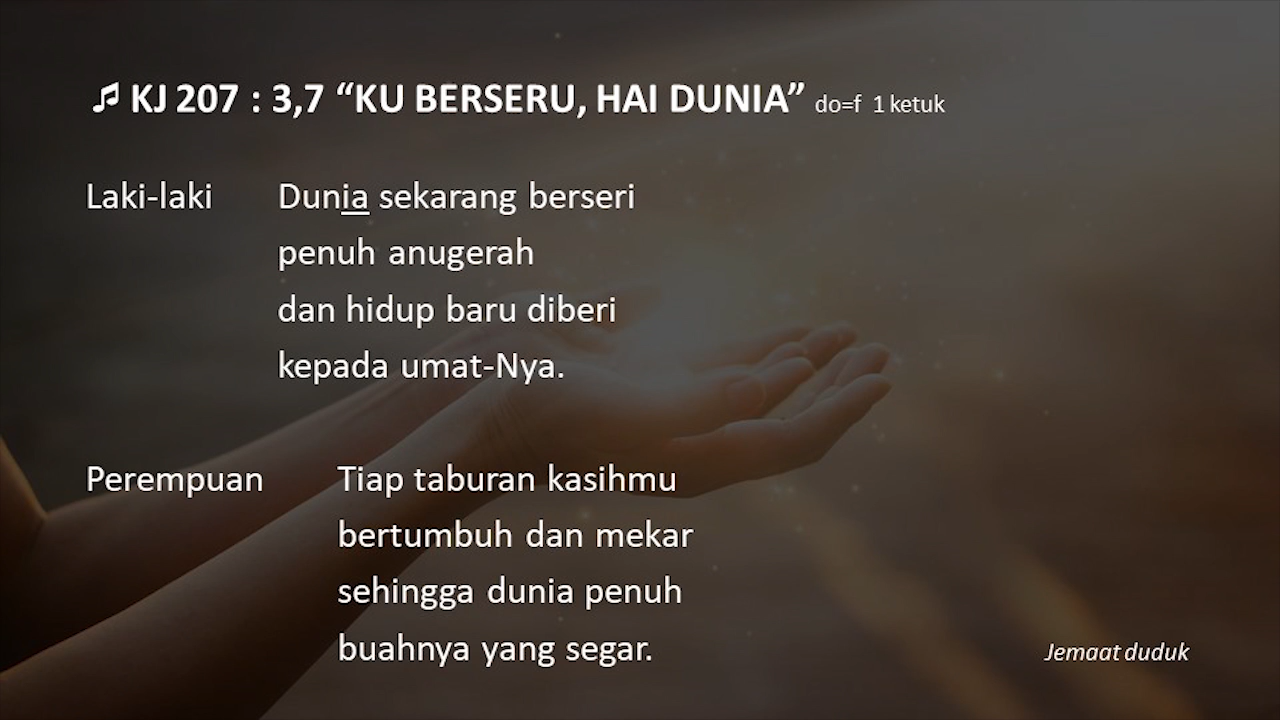 ♫ KJ 207 : 3,7 “KU BERSERU, HAI DUNIA” do=f 1 ketuk
Laki-laki Dunia sekarang berseri
penuh anugerah
dan hidup baru diberi
kepada umat-Nya.
Perempuan Tiap taburan kasihmu
bertumbuh dan mekar
sehingga dunia penuh
buahnya yang segar.
Jemaat duduk